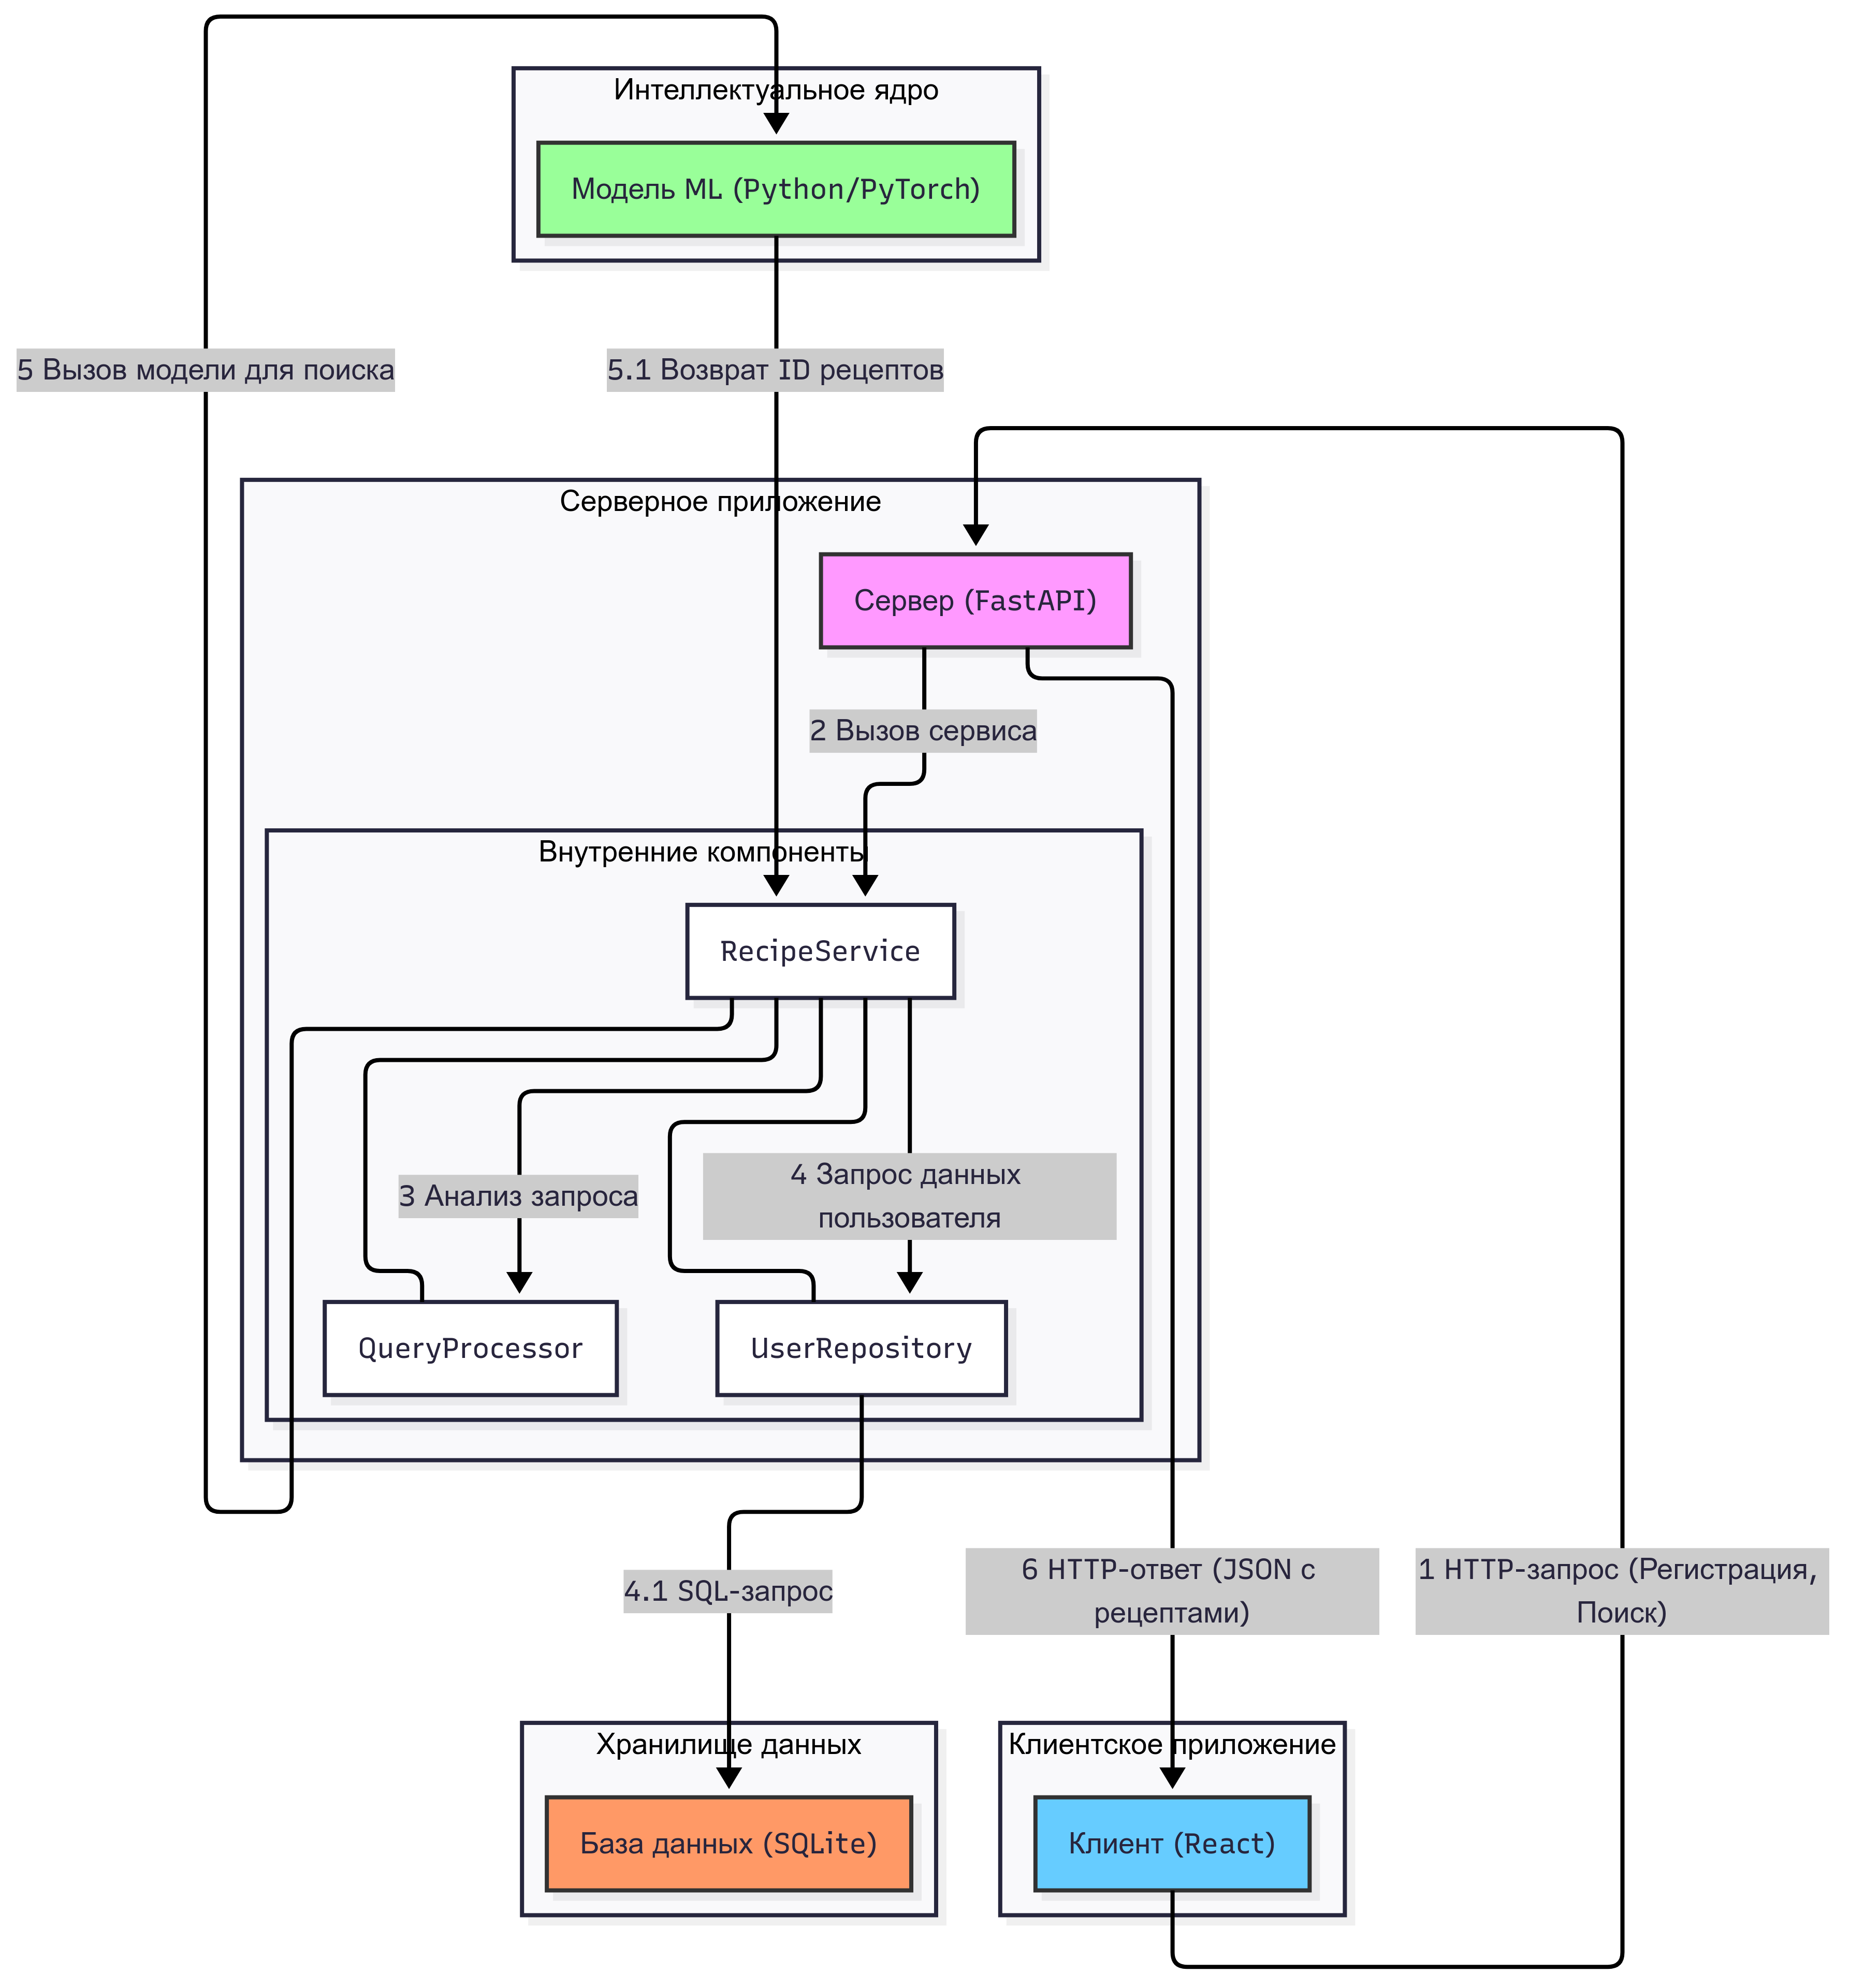 Интеллектуальное ядро
Модель ML (Python/PyTorch)
5 Вызов модели для поиска
5.1 Возврат ID рецептов
Серверное приложение
Сервер (FastAPI)
2 Вызов сервиса
Внутренние компоненты
RecipeService
3 Анализ запроса
4 Запрос данных
пользователя
QueryProcessor
UserRepository
4.1 SQL-запрос
6 HTTP-ответ (JSON с
рецептами)
1 HTTP-запрос (Регистрация,
Поиск)
Хранилище данных
База данных (SQLite)
Клиентское приложение
Клиент (React)